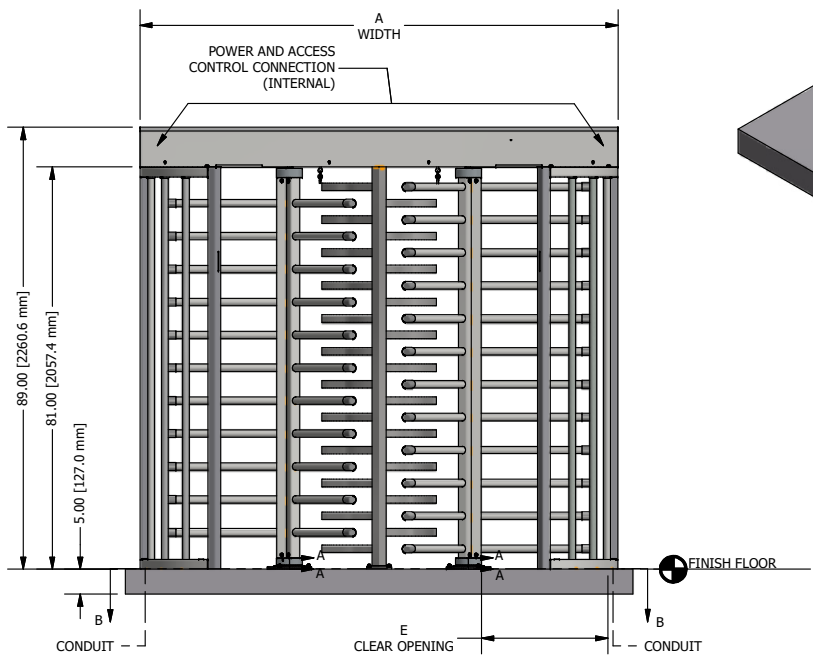 A
WIDTH
POWER AND ACCESS
CONTROL CONNECTION
(INTERNAL)
89.00 [2260.6 mm]
81.00 [2057.4 mm]
5.00 [127.0 mm]
A
A
A
A
FINISH FLOOR
B
B
E
CLEAR OPENING
CONDUIT
CONDUIT